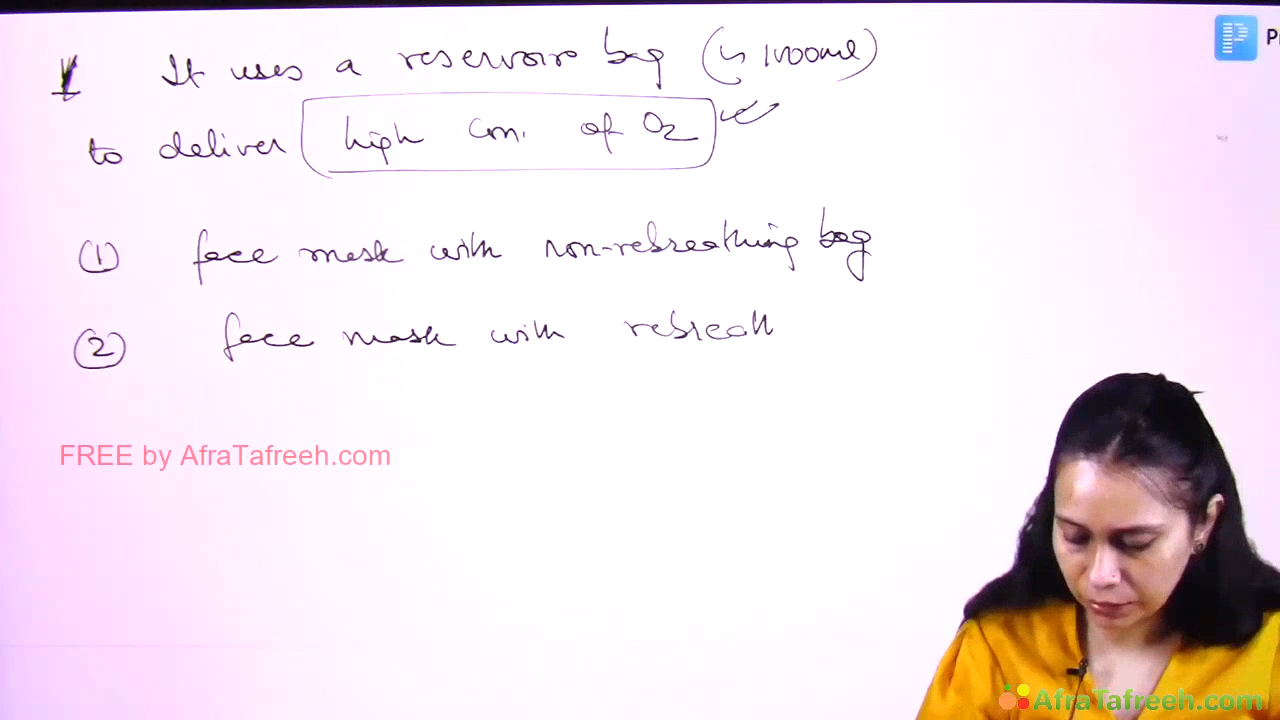 It uses a reservoir bag (↳ 1000ml)
to deliver high con. of O2
(1) face mask with non-rebreathing bag
(2) face mask with rebreath
FREE by AfraTafreeh.com
AfraTafreeh.com